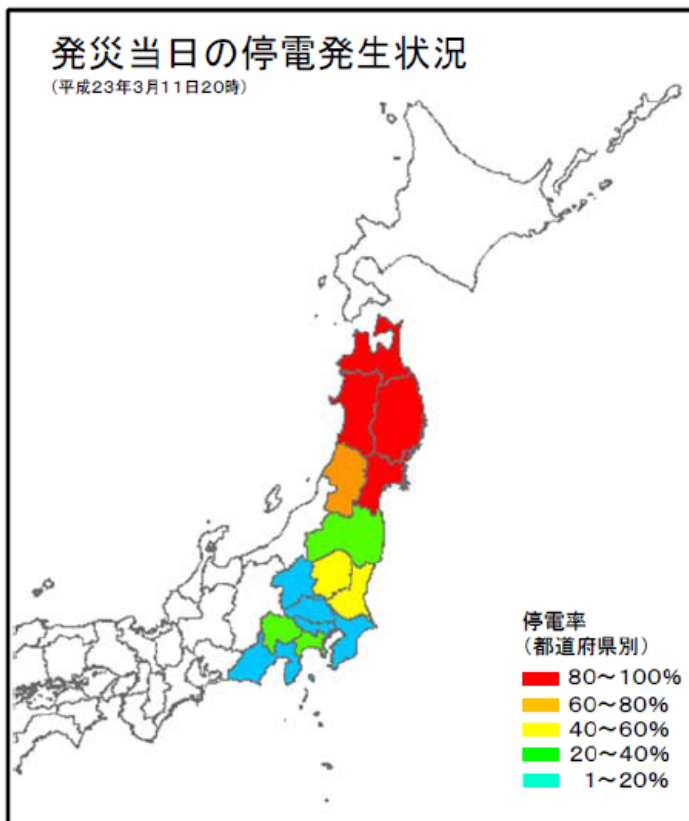 発災当日の停電発生状況
(平成23年3月11日20時)
停電率
(都道府県別)
80～100%
60～80%
40～60%
20～40%
1～20%